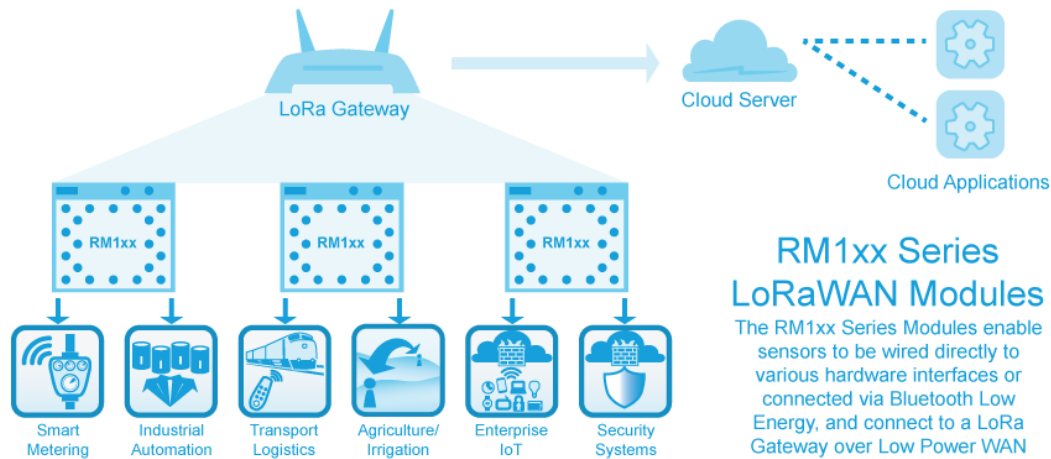 LoRa Gateway
Cloud Server
Cloud Applications
RM1xx
RM1xx
RM1xx
Smart
Metering
Industrial
Automation
Transport
Logistics
Agriculture/
Irrigation
Enterprise
IoT
Security
Systems
RM1xx Series
LoRaWAN Modules
The RM1xx Series Modules enable
sensors to be wired directly to
various hardware interfaces or
connected via Bluetooth Low
Energy, and connect to a LoRa
Gateway over Low Power WAN